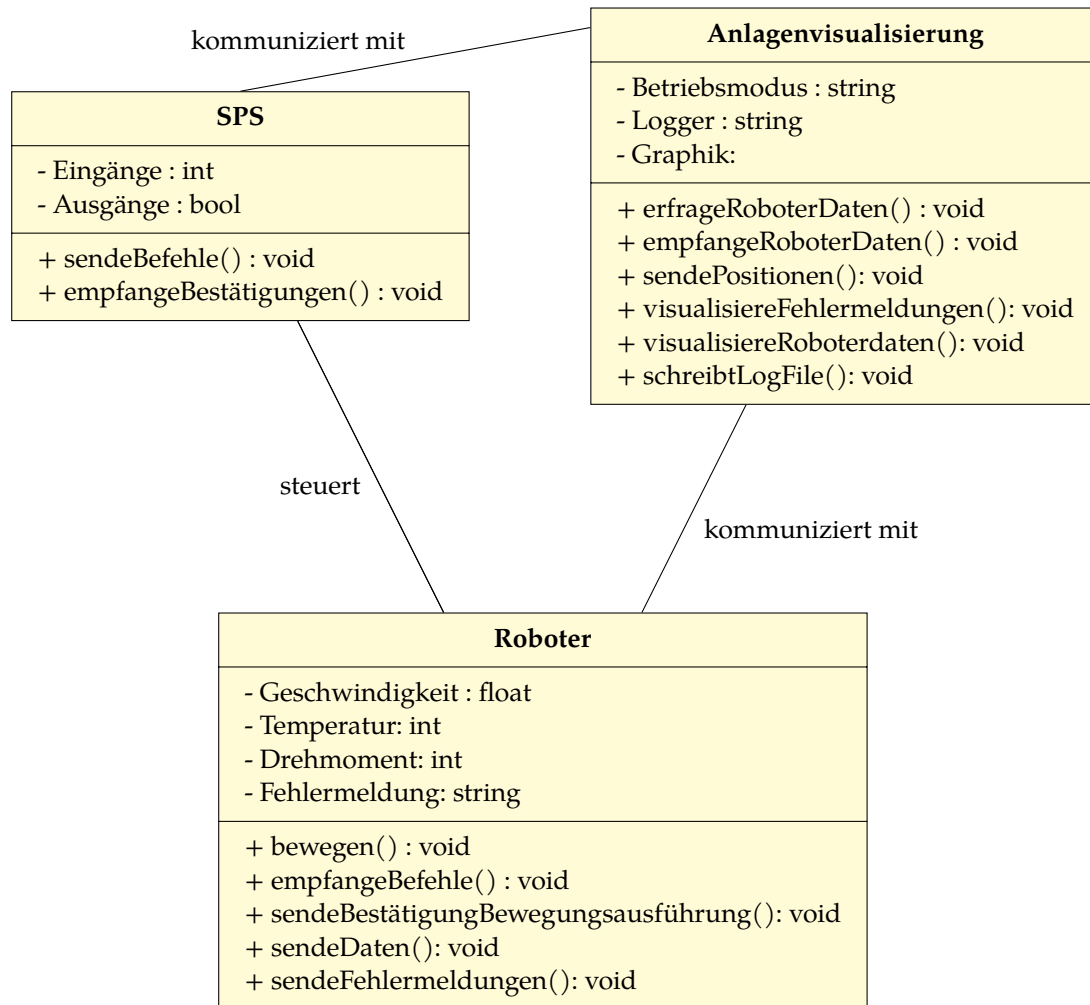 kommuniziert mit
SPS
- Eingänge : int
- Ausgänge : bool
+ sendeBefehle() : void
+ empfangeBestätigungen() : void
Anlagenvisualisierung
- Betriebsmodus : string
- Logger : string
- Graphik:
+ erfrageRoboterDaten() : void
+ empfangeRoboterDaten() : void
+ sendePositionen(): void
+ visualisiereFehlermeldungen(): void
+ visualisiereRoboterdaten(): void
+ schreibtLogFile(): void
steuert
kommuniziert mit
Roboter
- Geschwindigkeit : float
- Temperatur: int
- Drehmoment: int
- Fehlermeldung: string
+ bewegen() : void
+ empfangeBefehle() : void
+ sendeBestätigungBewegungsausführung(): void
+ sendeDaten(): void
+ sendeFehlermeldungen(): void